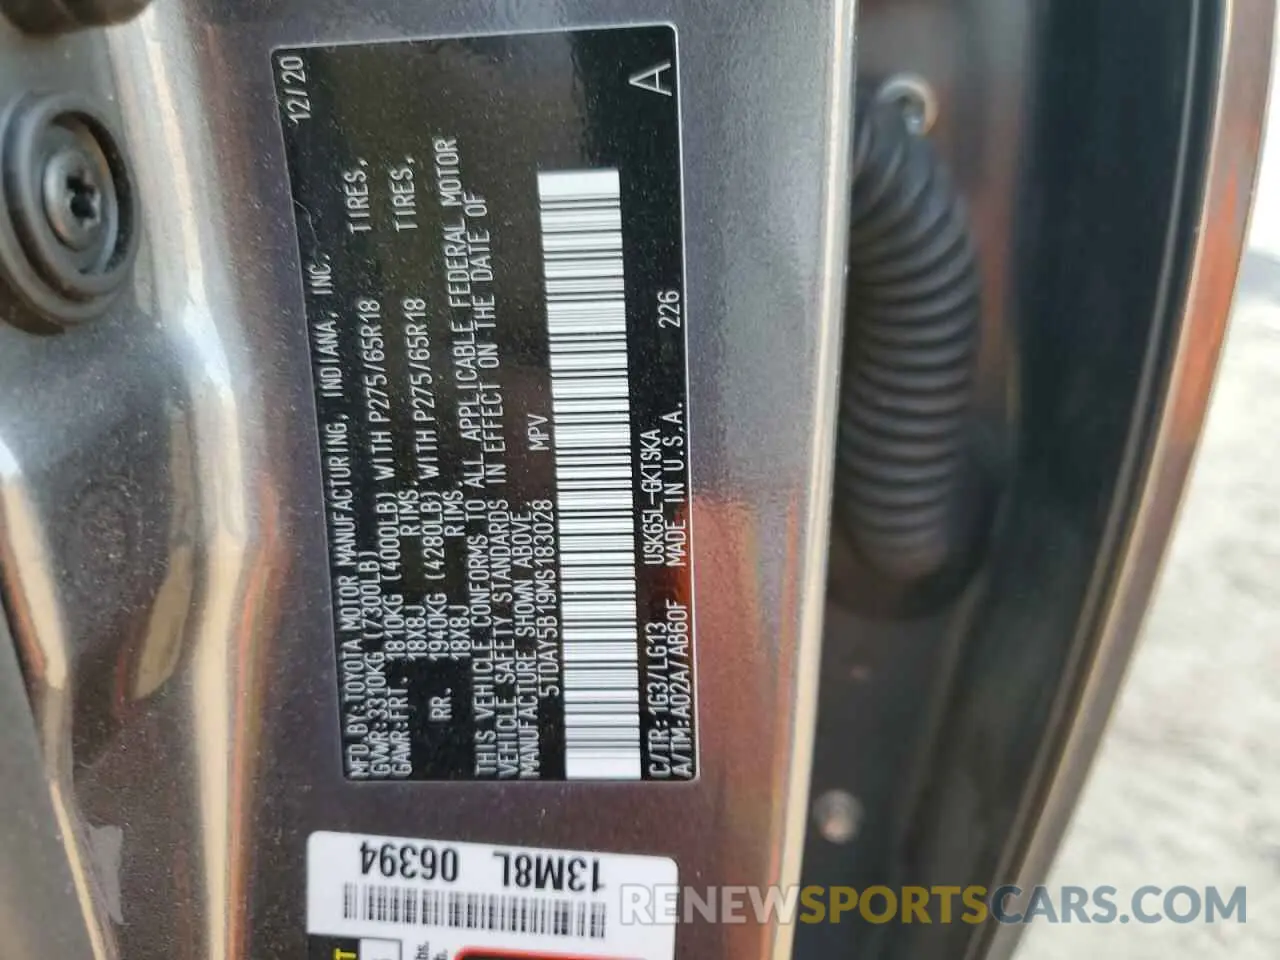 MFD.BY:TOYOTA MOTOR MANUFACTURING, INDIANA, INC. 12/20
GVWR:3310KG (7300LB)
GAWR:FRT. 1810KG (4000LB) WITH P275/65R18 TIRES,
18X8J RIMS,
RR. 1940KG (4280LB) WITH P275/65R18 TIRES,
18X8J RIMS,
THIS VEHICLE CONFORMS TO ALL APPLICABLE FEDERAL MOTOR
VEHICLE SAFETY STANDARDS IN EFFECT ON THE DATE OF
MANUFACTURE SHOWN ABOVE.
5TDAY5B19MS183028 MPV
C/TR:1G3/LG13 USK65L-GKTSKA
A/TM:A02A/AB60F MADE IN U.S.A. 226 A
13M8L
06394
RENEWSPORTSCARS.COM